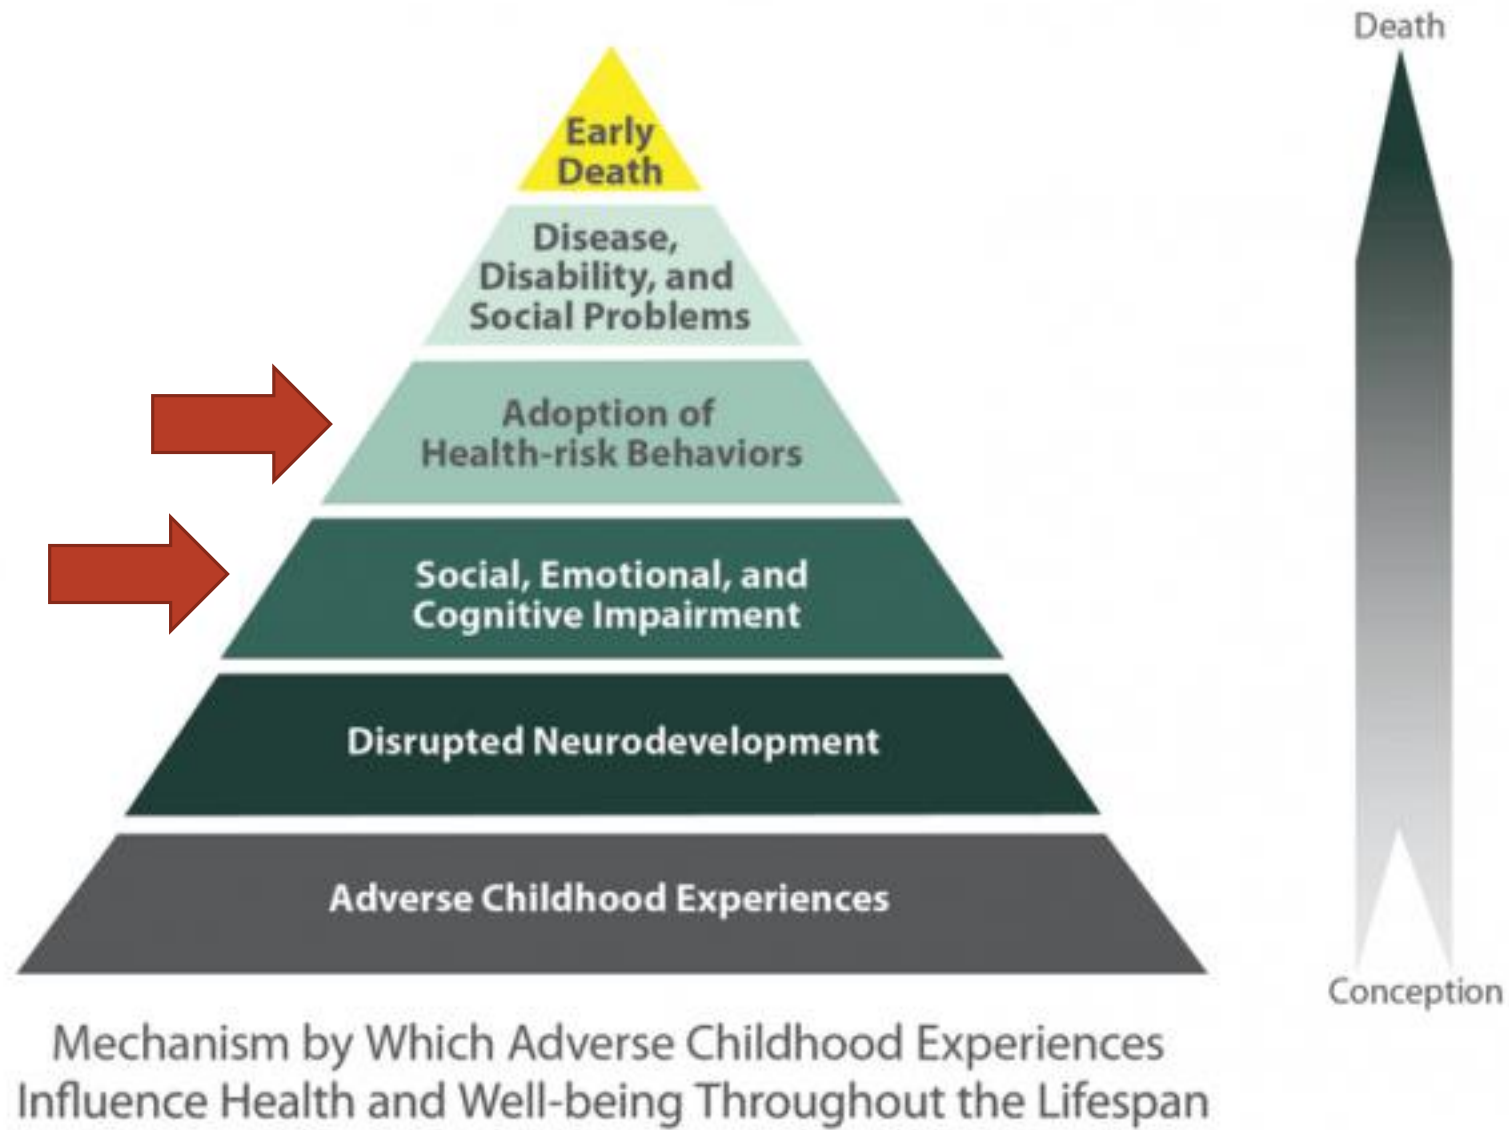 Death
Early
Death
Disease,
Disability, and
Social Problems
Adoption of
Health-risk Behaviors
Social, Emotional, and
Cognitive Impairment
Disrupted Neurodevelopment
Adverse Childhood Experiences
Conception
Mechanism by Which Adverse Childhood Experiences
Influence Health and Well-being Throughout the Lifespan